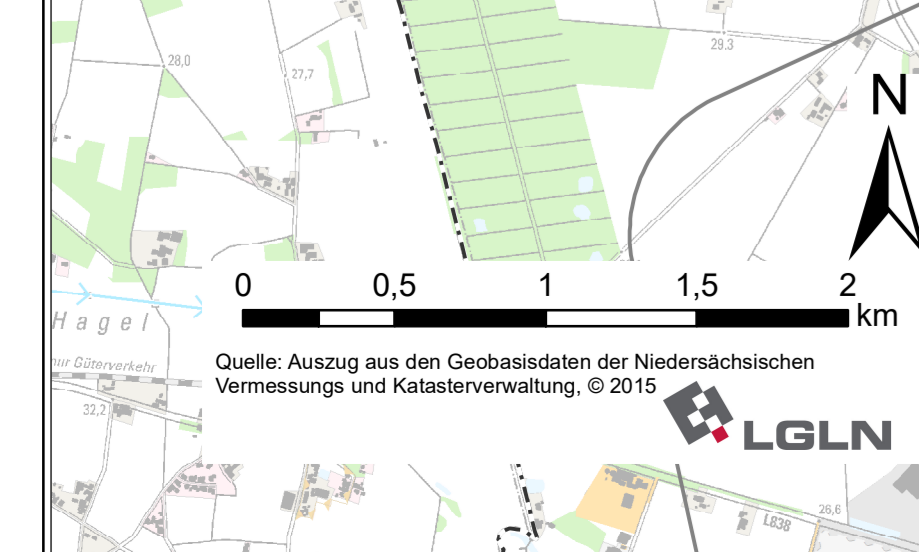 28,0
27,7
29.3
N
0 0,5 1 1,5 2
km
Hagel
nur Güterverkehr
Quelle: Auszug aus den Geobasisdaten der Niedersächsischen
Vermessungs und Katasterverwaltung, © 2015
32,2
LGLN
L838
26,6